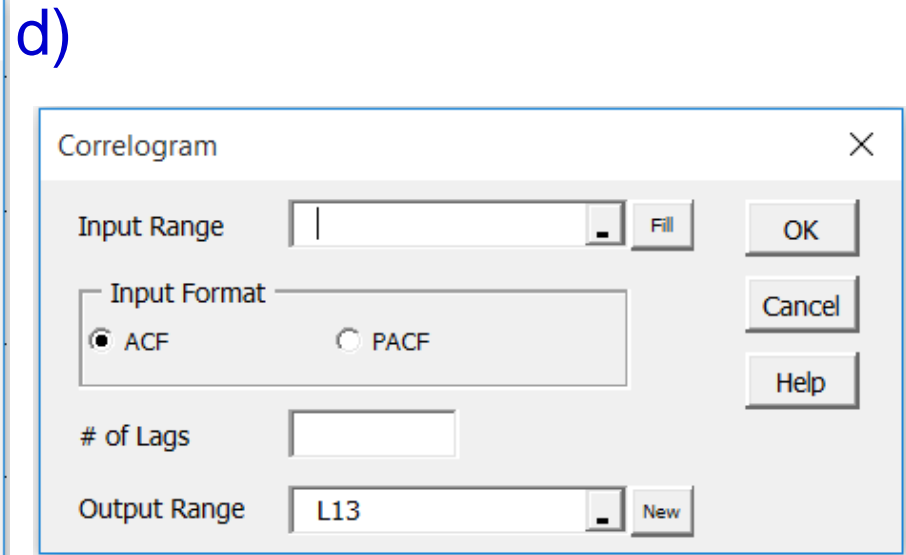 d)
Correlogram
Input Range
Fill
OK
Input Format
ACF
PACF
Cancel
Help
# of Lags
Output Range
L13
New